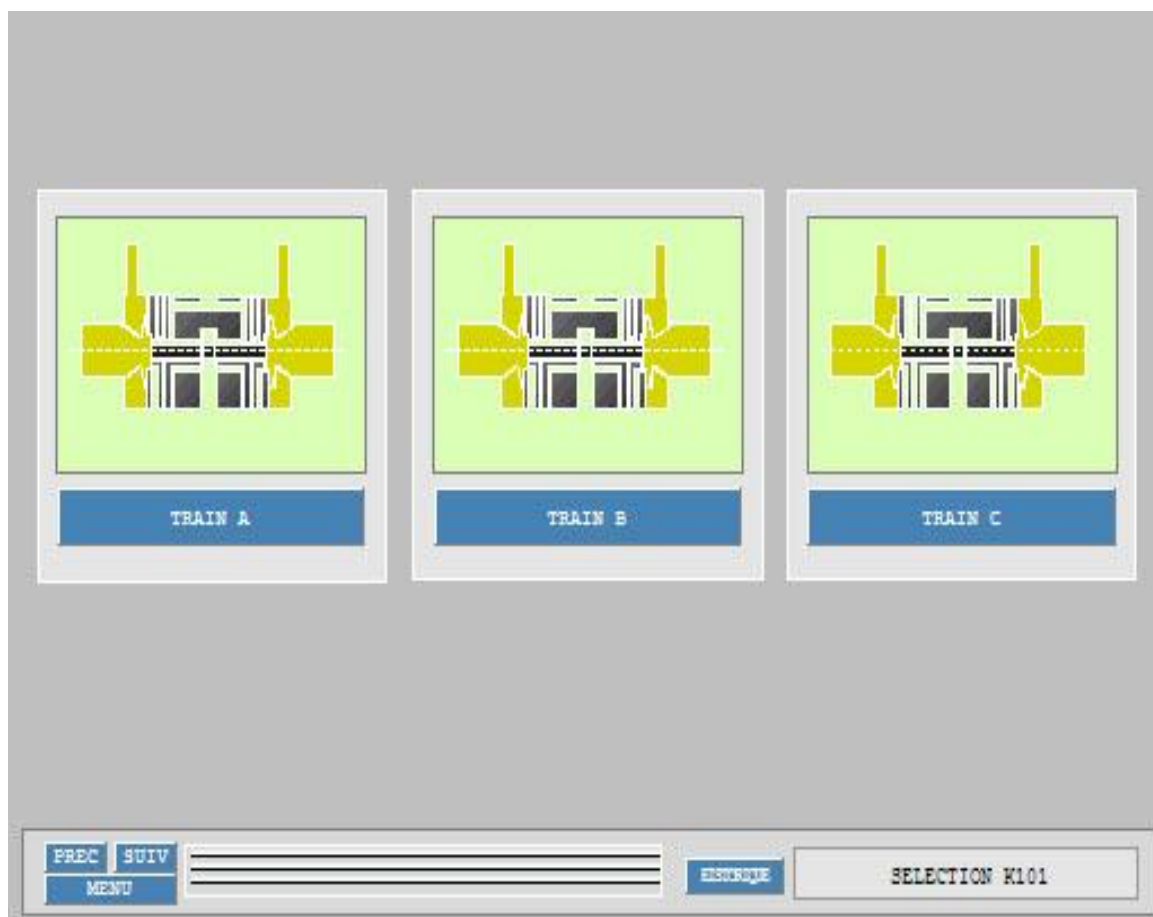 TRAIN A
TRAIN B
TRAIN C
PREC SUIV
MENU
SELECTION K101